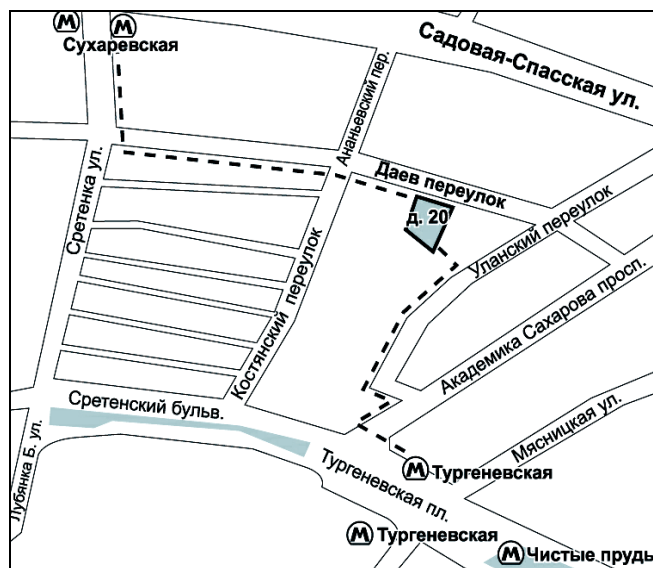 М
М
Сухаревская
Садовая-Спасская ул.
Ананьевский пер.
Даев переулок
д. 20
Сретенка ул.
Уланский переулок
Костянский переулок
Академика Сахарова просп.
Сретенский бульв.
Мясницкая ул.
Лубянка Б. ул.
М Тургеневская
Тургеневская пл.
М Тургеневская
М Чистые пруды